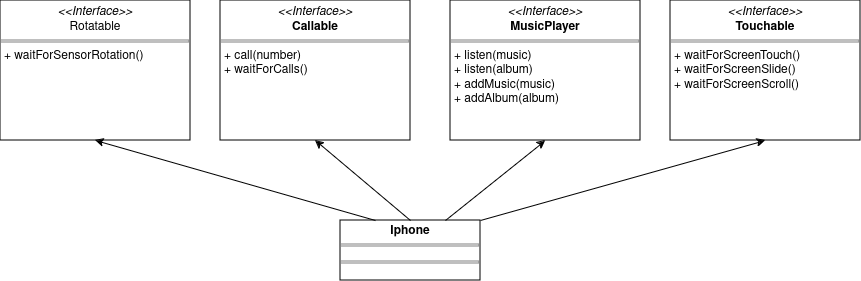 <<Interface>>
Rotatable
+ waitForSensorRotation()
<<Interface>>
Callable
+ call(number)
+ waitForCalls()
<<Interface>>
MusicPlayer
+ listen(music)
+ listen(album)
+ addMusic(music)
+ addAlbum(album)
<<Interface>>
Touchable
+ waitForScreenTouch()
+ waitForScreenSlide()
+ waitForScreenScroll()
Iphone